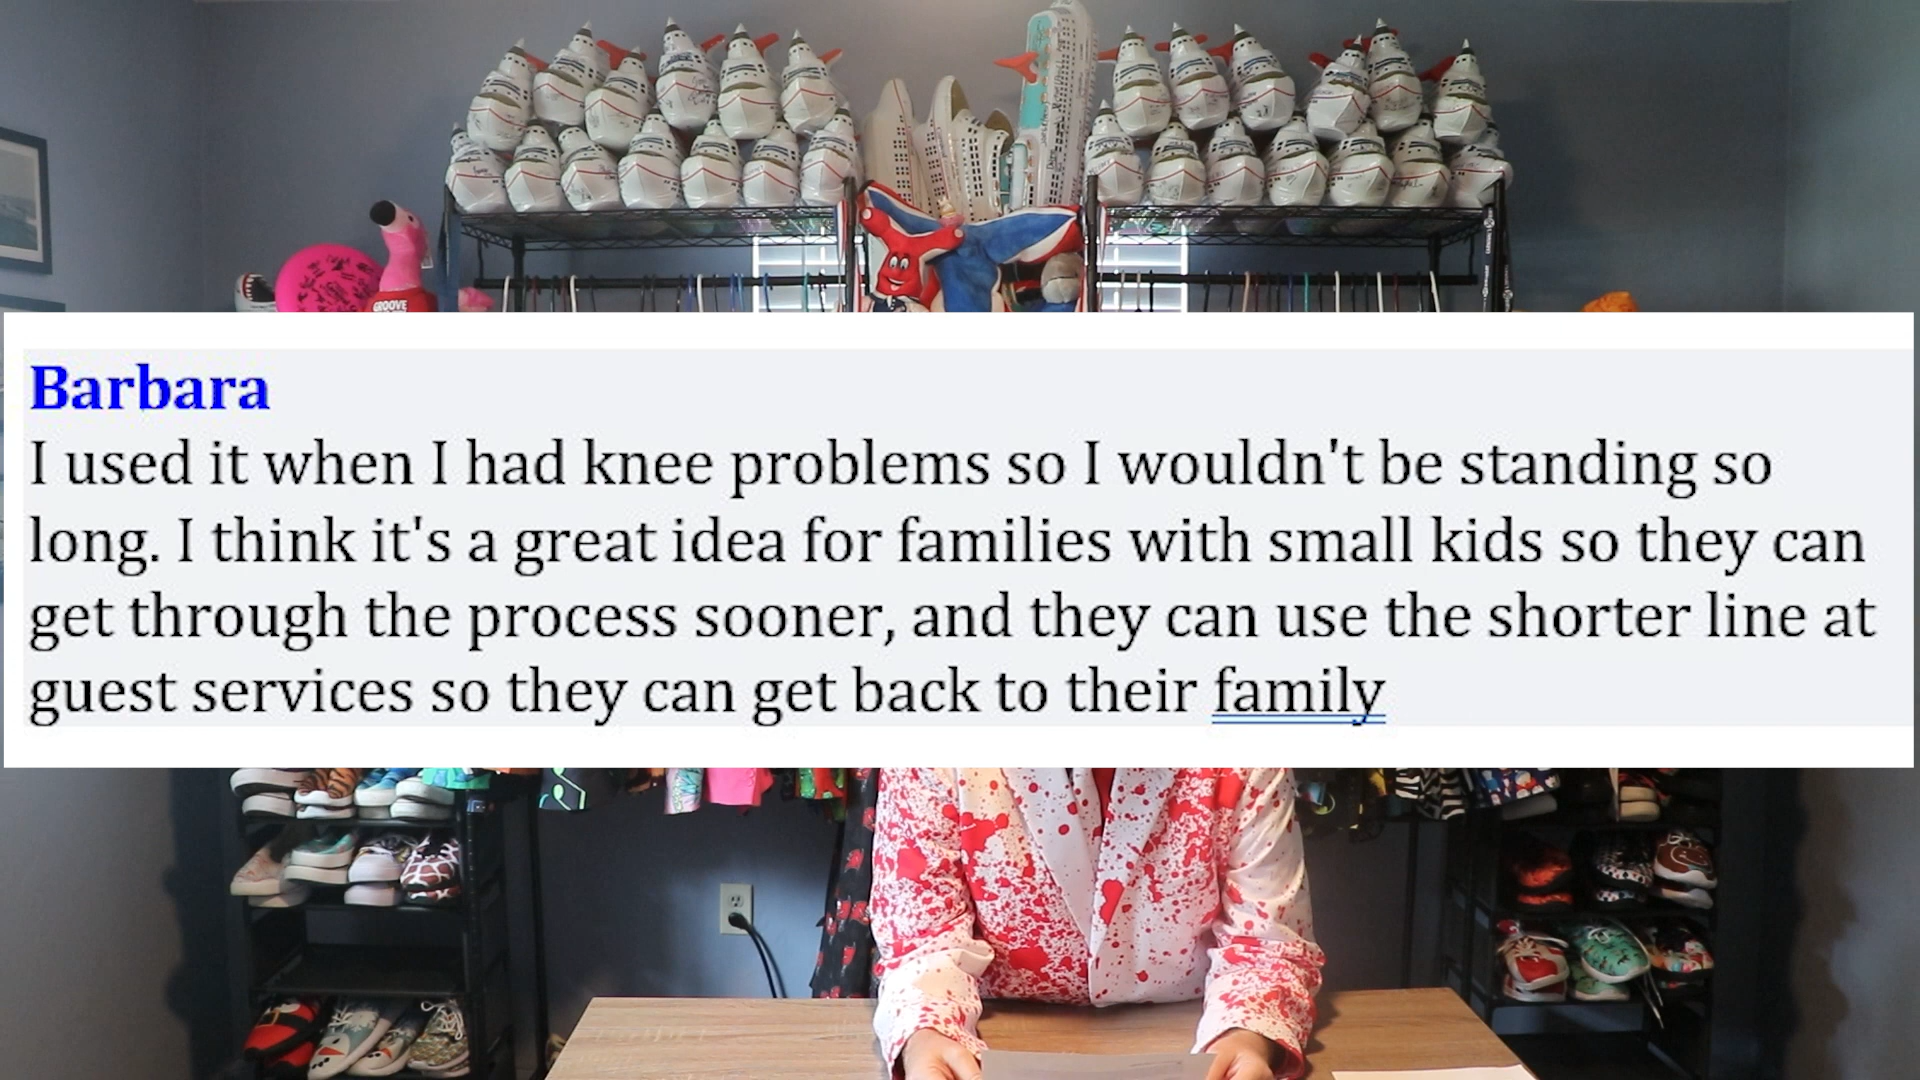 GROOVE
Barbara
I used it when I had knee problems so I wouldn't be standing so
long. I think it's a great idea for families with small kids so they can
get through the process sooner, and they can use the shorter line at
guest services so they can get back to their family